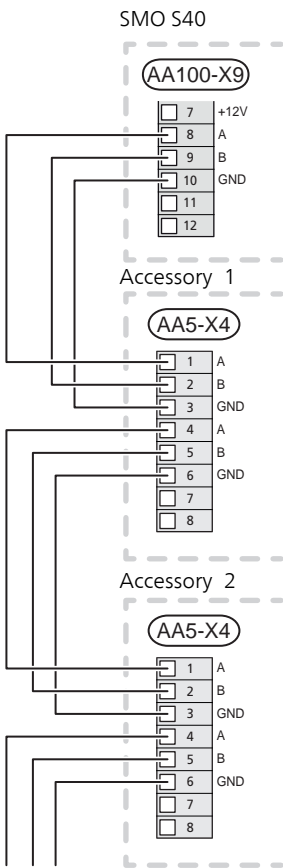 SMO S40
AA100-X9
7 +12V
8 A
9 B
10 GND
11
12
Accessory 1
AA5-X4
1 A
2 B
3 GND
4 A
5 B
6 GND
7
8
Accessory 2
AA5-X4
1 A
2 B
3 GND
4 A
5 B
6 GND
7
8